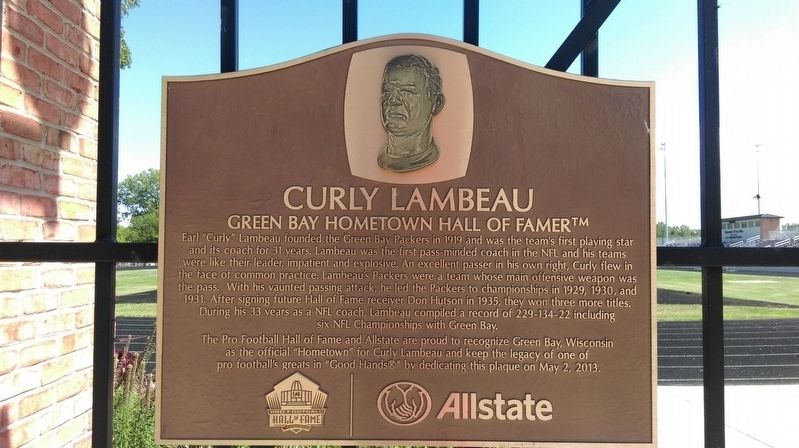 CURLY LAMBEAU
GREEN BAY HOMETOWN HALL OF FAMER™
Earl "Curly" Lambeau founded the Green Bay Packers in 1919 and was the team's first playing star
and its coach for 31 years. Lambeau was the first pass-minded coach in the NFL and his teams
were like their leader, impatient and explosive. An excellent passer in his own right, Curly flew in
the face of common practice. Lambeau's Packers were a team whose main offensive weapon was
the pass. With his vaunted passing attack, he led the Packers to championships in 1929, 1930, and
1931. After signing future Hall of Fame receiver Don Hutson in 1935, they won three more titles.
During his 33 years as a NFL coach, Lambeau compiled a record of 229-134-22 including
six NFL Championships with Green Bay.
The Pro Football Hall of Fame and Allstate are proud to recognize Green Bay, Wisconsin
as the official "Hometown" for Curly Lambeau and keep the legacy of one of
pro football's greats in "Good Hands®" by dedicating this plaque on May 2, 2013.
PRO FOOTBALL
HALL OF FAME
Allstate